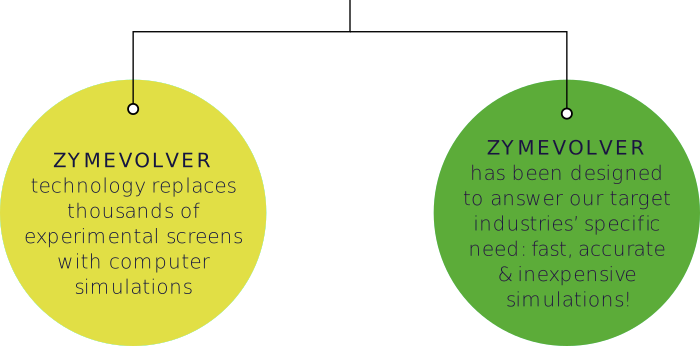 ZYMEVOLVER
technology replaces
thousands of
experimental screens
with computer
simulations
ZYMEVOLVER
has been designed
to answer our target
industries’ specific
need: fast, accurate
& inexpensive
simulations!